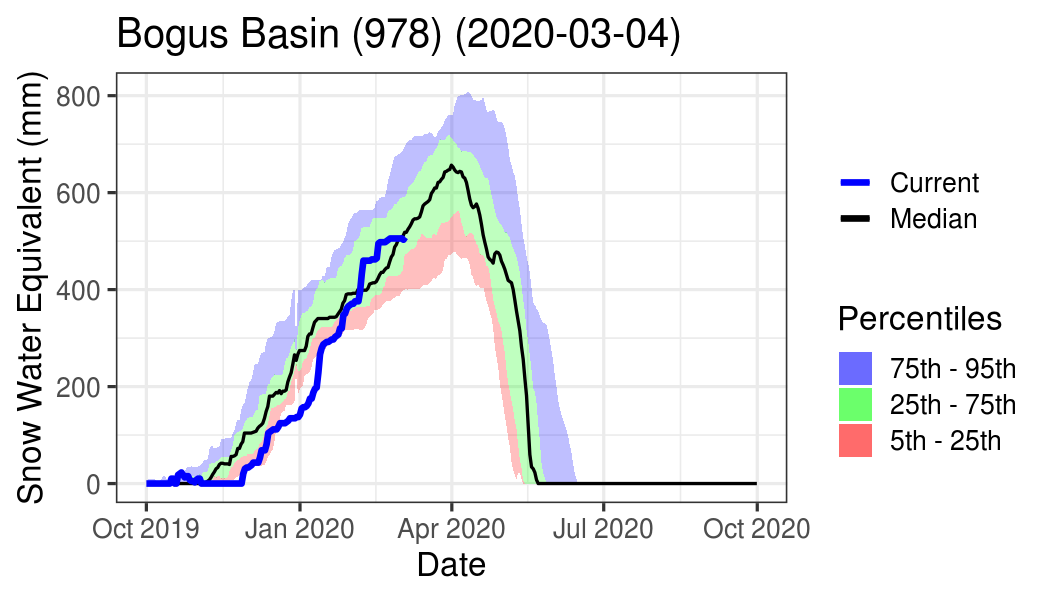 Bogus Basin (978) (2020-03-04)
Snow Water Equivalent (mm)
800
600
400
200
0
Oct 2019
Jan 2020
Apr 2020
Jul 2020
Oct 2020
Date
Current
Median
Percentiles
75th - 95th
25th - 75th
5th - 25th